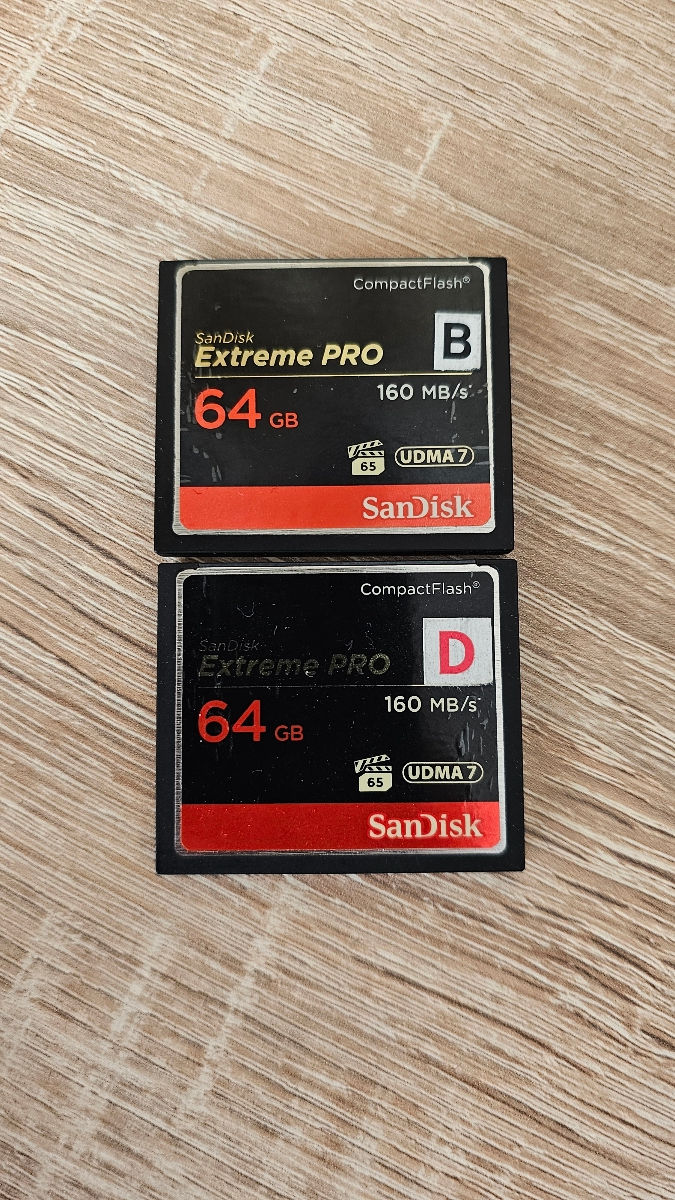 CompactFlash®
SanDisk
Extreme PRO
B
64 GB
160 MB/s*
65
UDMA 7
SanDisk
CompactFlash®
SanDisk
Extreme PRO
D
64 GB
160 MB/s*
65
UDMA 7
SanDisk